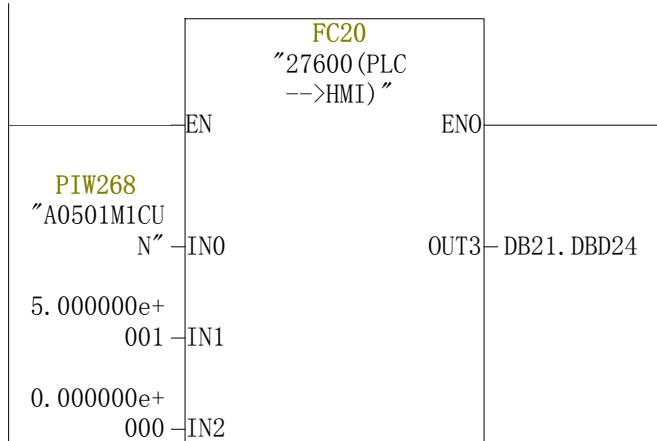 FC20
"27600(PLC
-->HMI)"
EN ENO
PIW268
"A0501M1CU
N" IN0 OUT3 DB21.DBD24
5.000000e+
001 IN1
0.000000e+
000 IN2